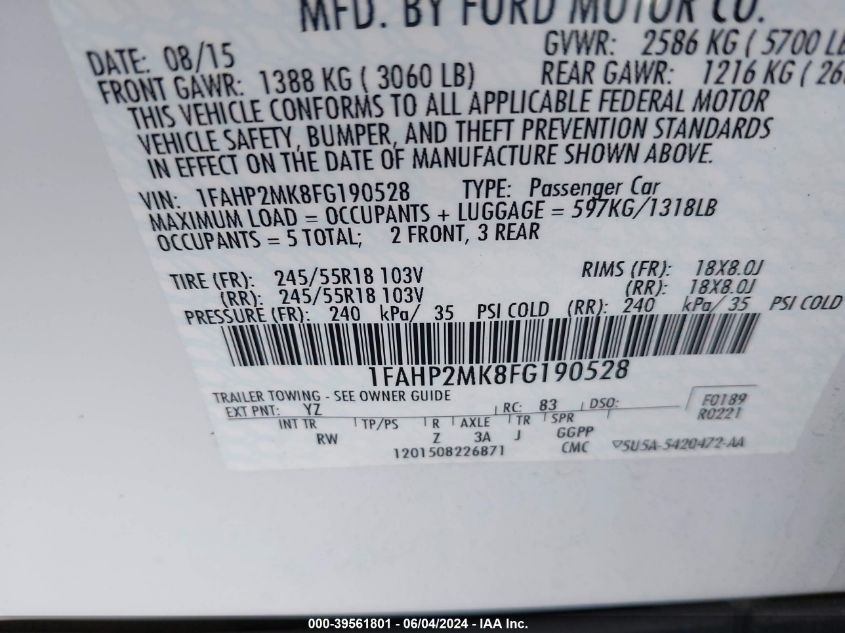 MFD. BY FORD MOTOR CO.
DATE: 08/15 GVWR: 2586 KG ( 5700 LB
FRONT GAWR: 1388 KG ( 3060 LB) REAR GAWR: 1216 KG ( 26
THIS VEHICLE CONFORMS TO ALL APPLICABLE FEDERAL MOTOR
VEHICLE SAFETY, BUMPER, AND THEFT PREVENTION STANDARDS
IN EFFECT ON THE DATE OF MANUFACTURE SHOWN ABOVE.
VIN: 1FAHP2MK8FG190528 TYPE: Passenger Car
MAXIMUM LOAD = OCCUPANTS + LUGGAGE = 597KG/1318LB
OCCUPANTS = 5 TOTAL; 2 FRONT, 3 REAR
TIRE (FR): 245/55R18 103V RIMS (FR): 18X8.0J
(RR): 245/55R18 103V (RR): 18X8.0J
PRESSURE (FR): 240 kPa/ 35 PSI COLD (RR): 240 kPa/ 35 PSI COLD
1FAHP2MK8FG190528
TRAILER TOWING - SEE OWNER GUIDE
EXT PNT: YZ RC: 83 DSO: F0189
R0221
INT TR TP/PS R AXLE TR SPR
RW Z 3A J GGPP
1201508226871 CMC 5U5A-5420472-AA
000-39561801 - 06/04/2024 - IAA Inc.